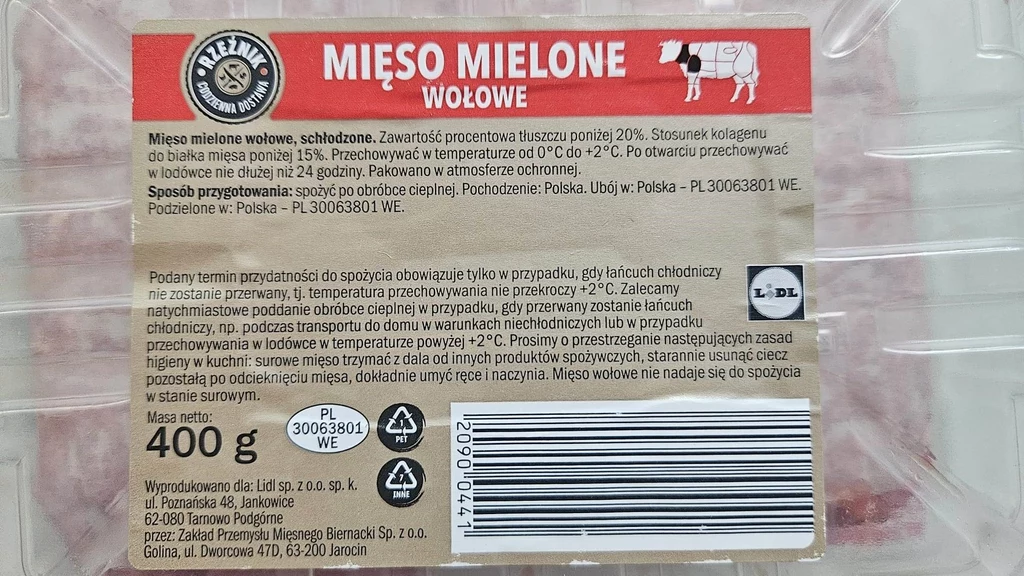 RZEŹNIK
CODZIENNA DOSTAWA
MIĘSO MIELONE
WOŁOWE
Mięso mielone wołowe, schłodzone. Zawartość procentowa tłuszczu poniżej 20%. Stosunek kolagenu
do białka mięsa poniżej 15%. Przechowywać w temperaturze od 0°C do +2°C. Po otwarciu przechowywać
w lodówce nie dłużej niż 24 godziny. Pakowano w atmosferze ochronnej.
Sposób przygotowania: spożyć po obróbce cieplnej. Pochodzenie: Polska. Ubój w: Polska – PL 30063801 WE.
Podzielone w: Polska – PL 30063801 WE.
Podany termin przydatności do spożycia obowiązuje tylko w przypadku, gdy łańcuch chłodniczy
nie zostanie przerwany, tj. temperatura przechowywania nie przekroczy +2°C. Zalecamy
natychmiastowe poddanie obróbce cieplnej w przypadku, gdy przerwany zostanie łańcuch
chłodniczy, np. podczas transportu do domu w warunkach niechłodniczych lub w przypadku
przechowywania w lodówce w temperaturze powyżej +2°C. Prosimy o przestrzeganie następujących zasad
higieny w kuchni: surowe mięso trzymać z dala od innych produktów spożywczych, starannie usunąć ciecz
pozostałą po odcieknięciu mięsa, dokładnie umyć ręce i naczynia. Mięso wołowe nie nadaje się do spożycia
w stanie surowym.
LIDL
Masa netto:
400 g
PL
30063801
WE
1
PET
7
INNE
2090 0441
Wyprodukowano dla: Lidl sp. z o.o. sp. k.
ul. Poznańska 48, Jankowice
62-080 Tarnowo Podgórne
przez: Zakład Przemysłu Mięsnego Biernacki Sp. z o.o.
Golina, ul. Dworcowa 47D, 63-200 Jarocin